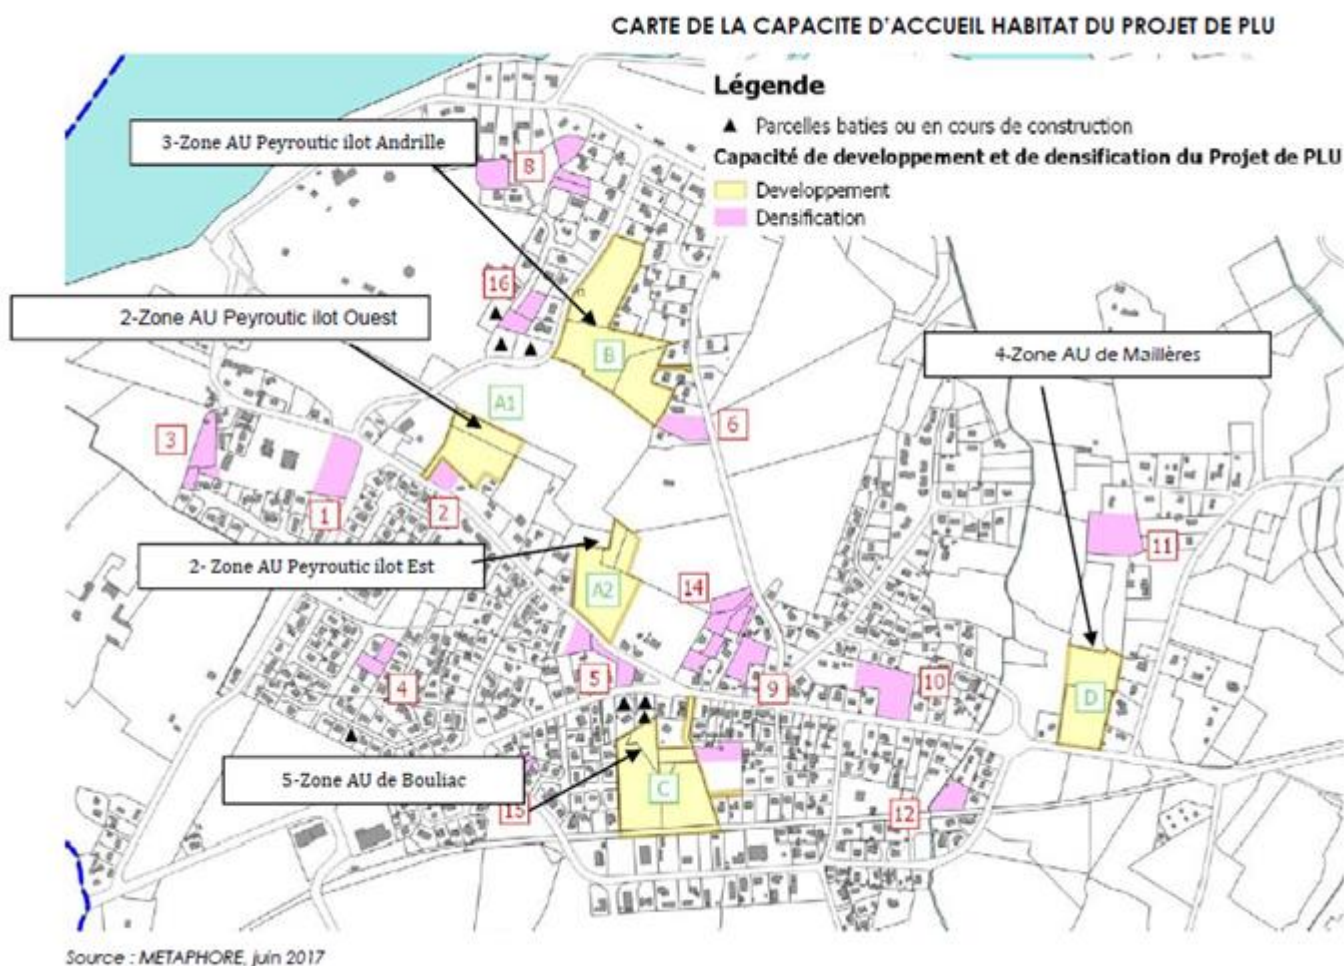 CARTE DE LA CAPACITE D'ACCUEIL HABITAT DU PROJET DE PLU
Légende
▲ Parcelles baties ou en cours de construction
Capacité de developpement et de densification du Projet de PLU
Developpement
Densification
3-Zone AU Peyroutic ilot Andrille
8
16
2-Zone AU Peyroutic ilot Ouest
B
4-Zone AU de Maillères
A1
3
6
1
2
11
2- Zone AU Peyroutic ilot Est
A2
14
4
5
9
10
D
5-Zone AU de Bouliac
C
15
12
Source : METAPHORE, juin 2017